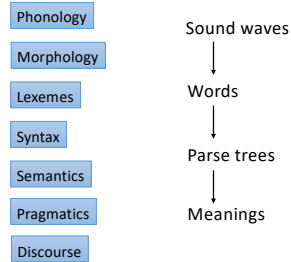 Phonology
Morphology
Lexemes
Syntax
Semantics
Pragmatics
Discourse
Sound waves
Words
Parse trees
Meanings